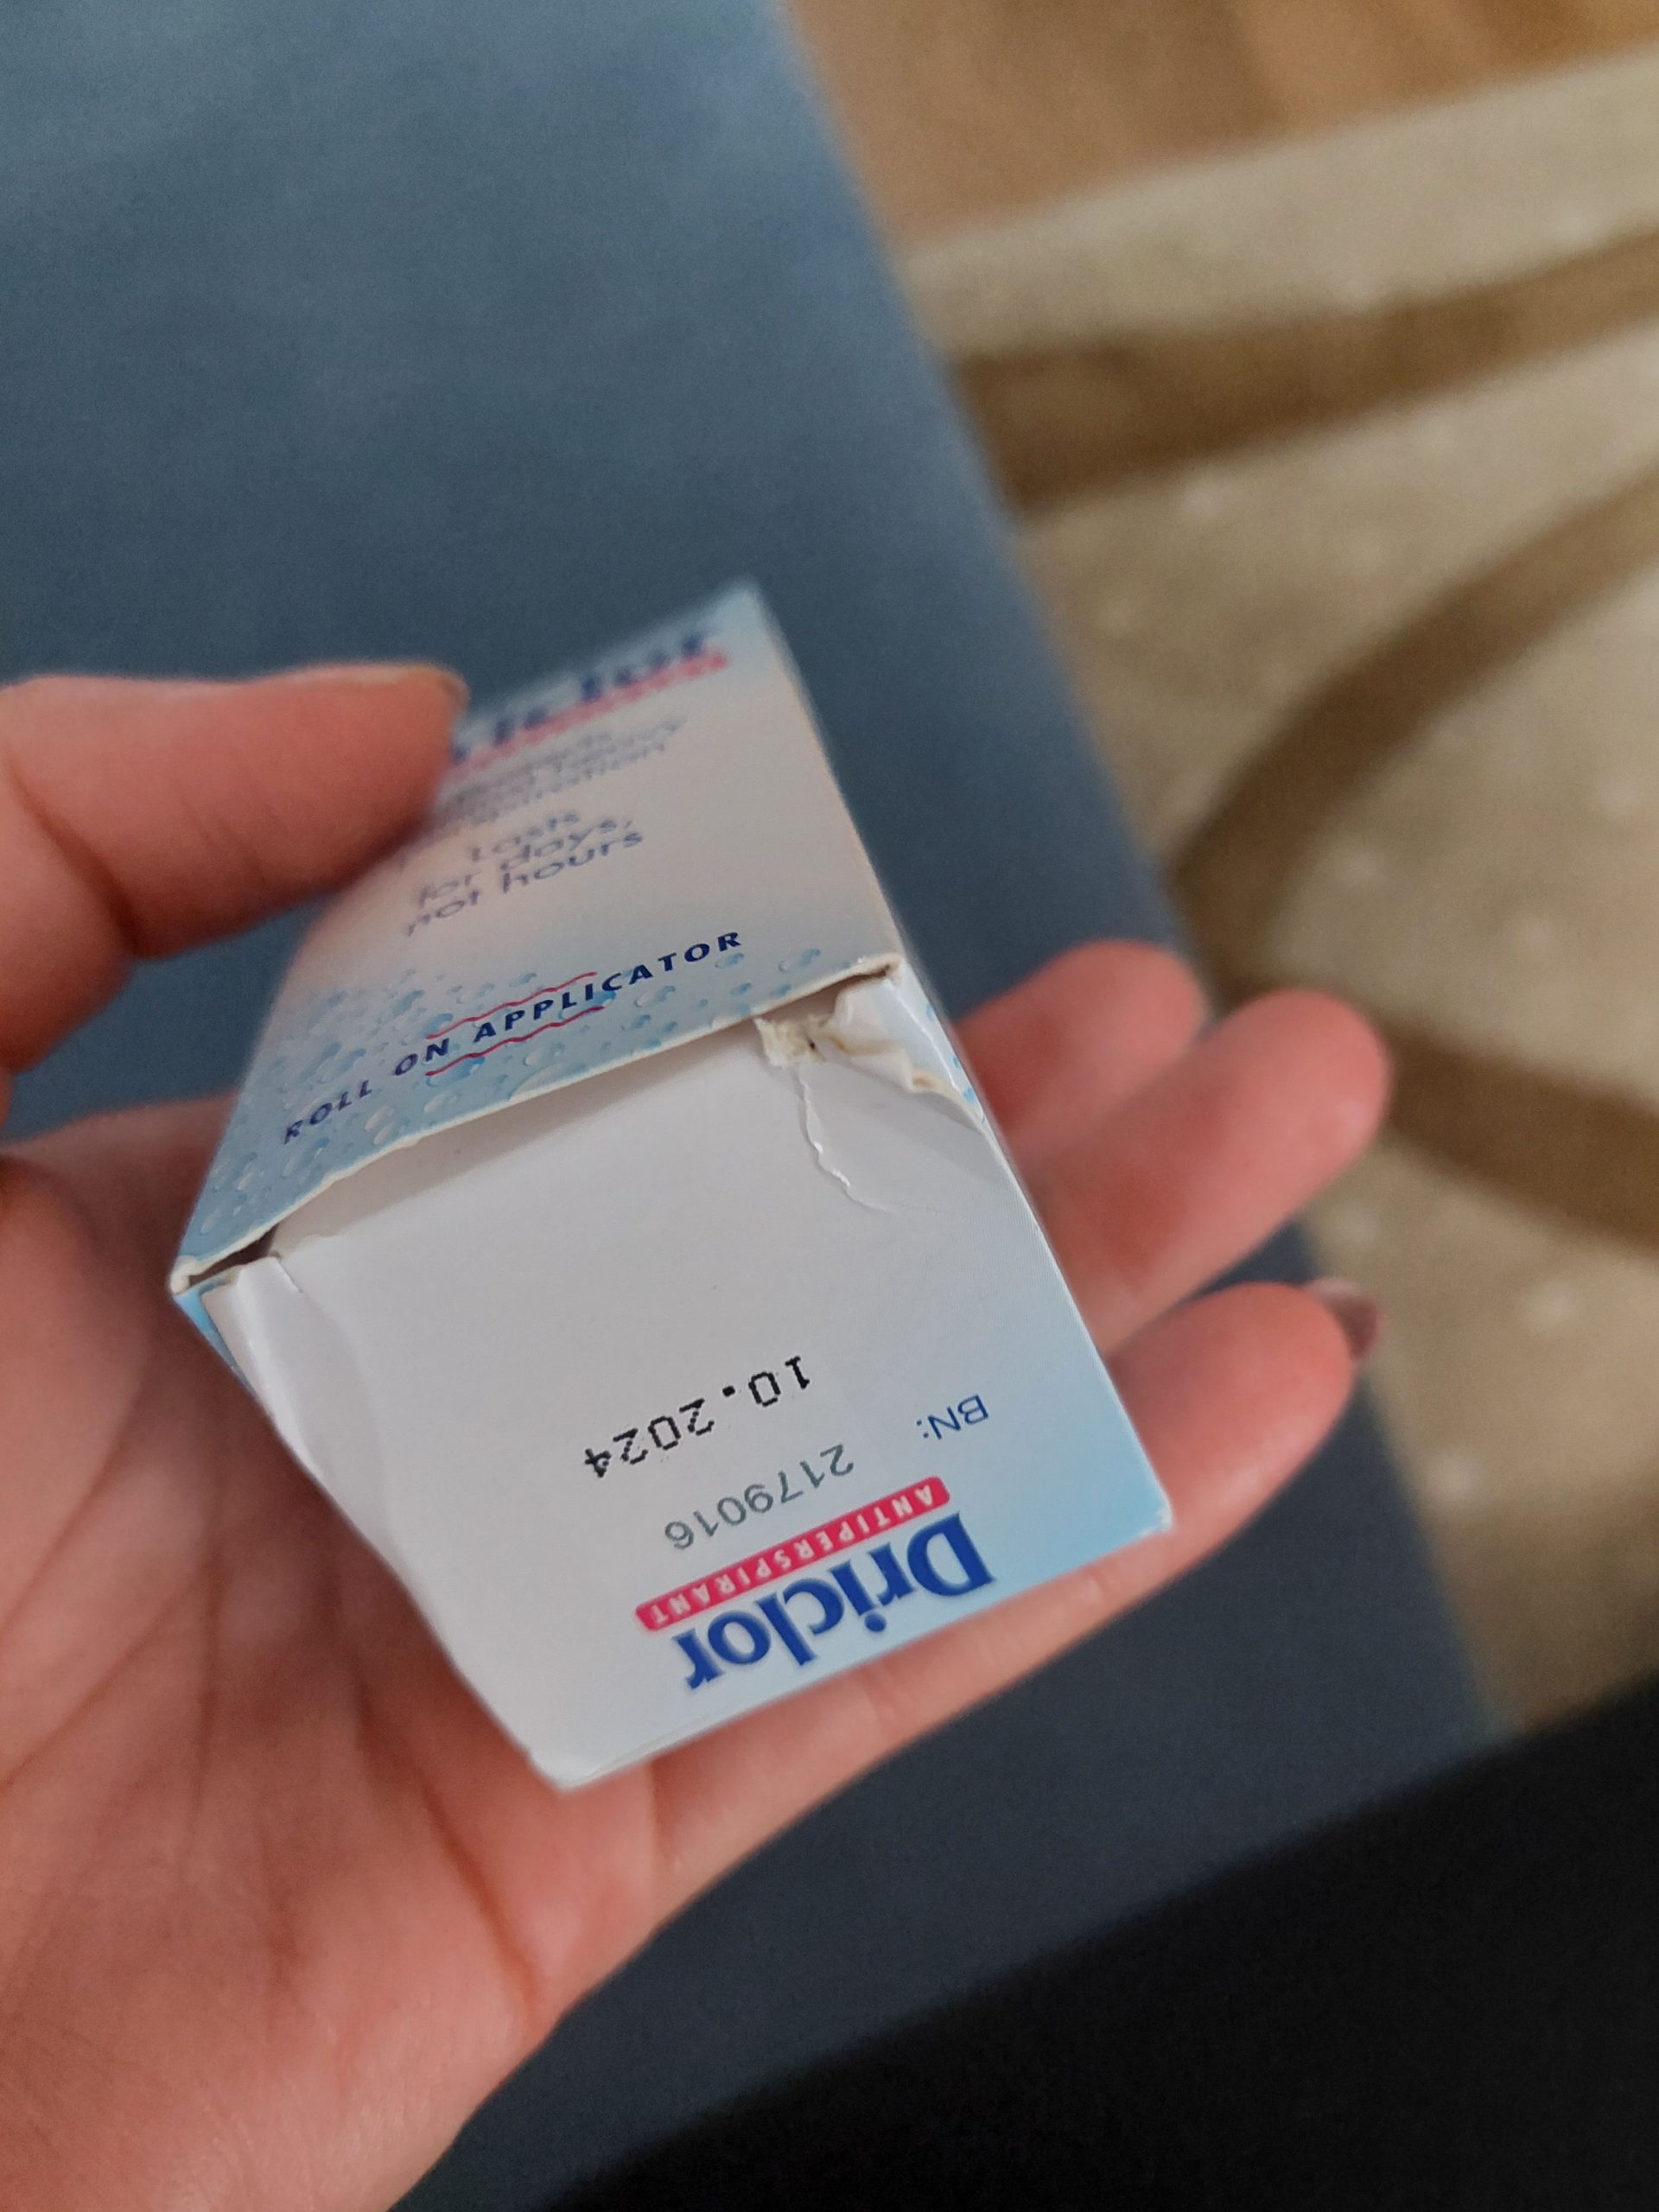 lasts
for days,
not hours
ROLL ON APPLICATOR
Driclor
ANTIPERSPIRANT
2179016
BN:
10.2024